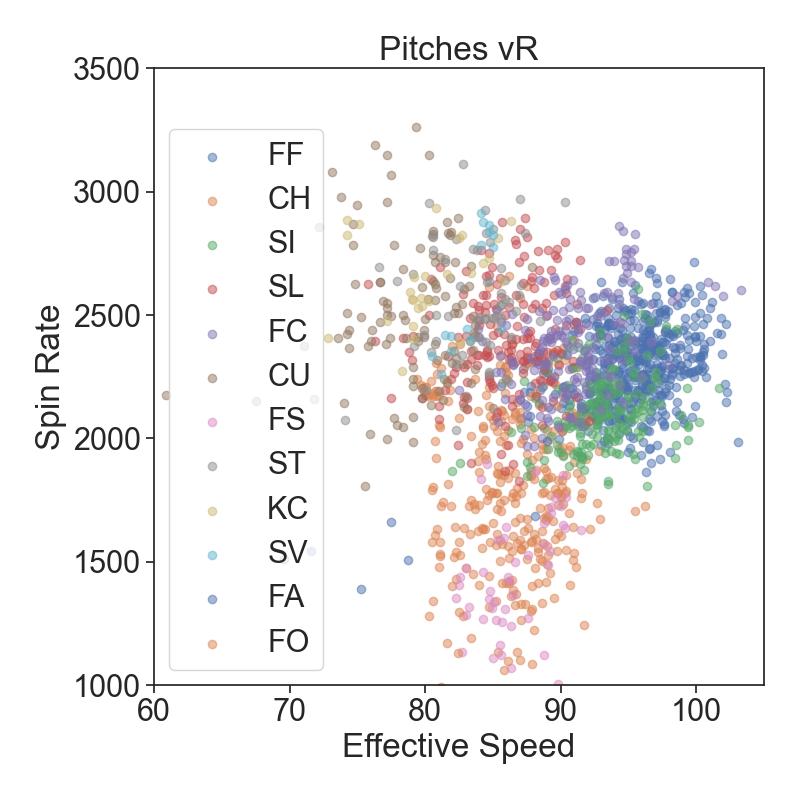 Pitches vR
3500
3000
2500
2000
1500
1000
Spin Rate
FF
CH
SI
SL
FC
CU
FS
ST
KC
SV
FA
FO
60 70 80 90 100
Effective Speed